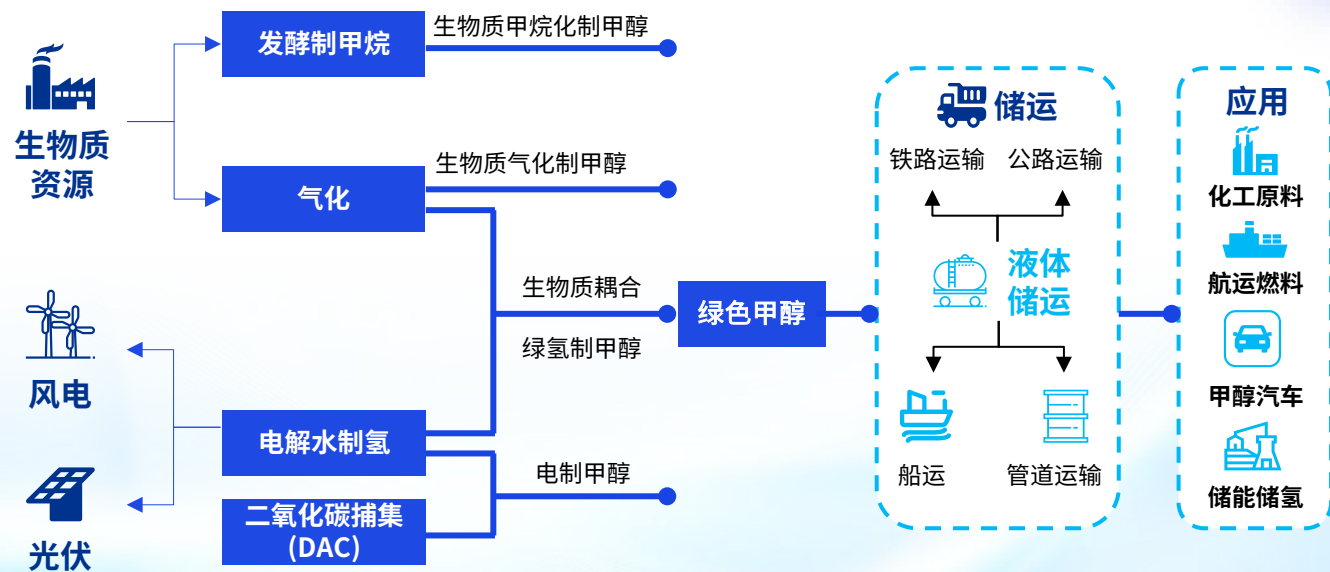 生物质
资源
风电
光伏
发酵制甲烷
气化
电解水制氢
二氧化碳捕集
(DAC)
生物质甲烷化制甲醇
生物质气化制甲醇
生物质耦合
绿氢制甲醇
电制甲醇
绿色甲醇
储运
铁路运输
公路运输
液体
储运
船运
管道运输
应用
化工原料
航运燃料
甲醇汽车
储能储氢